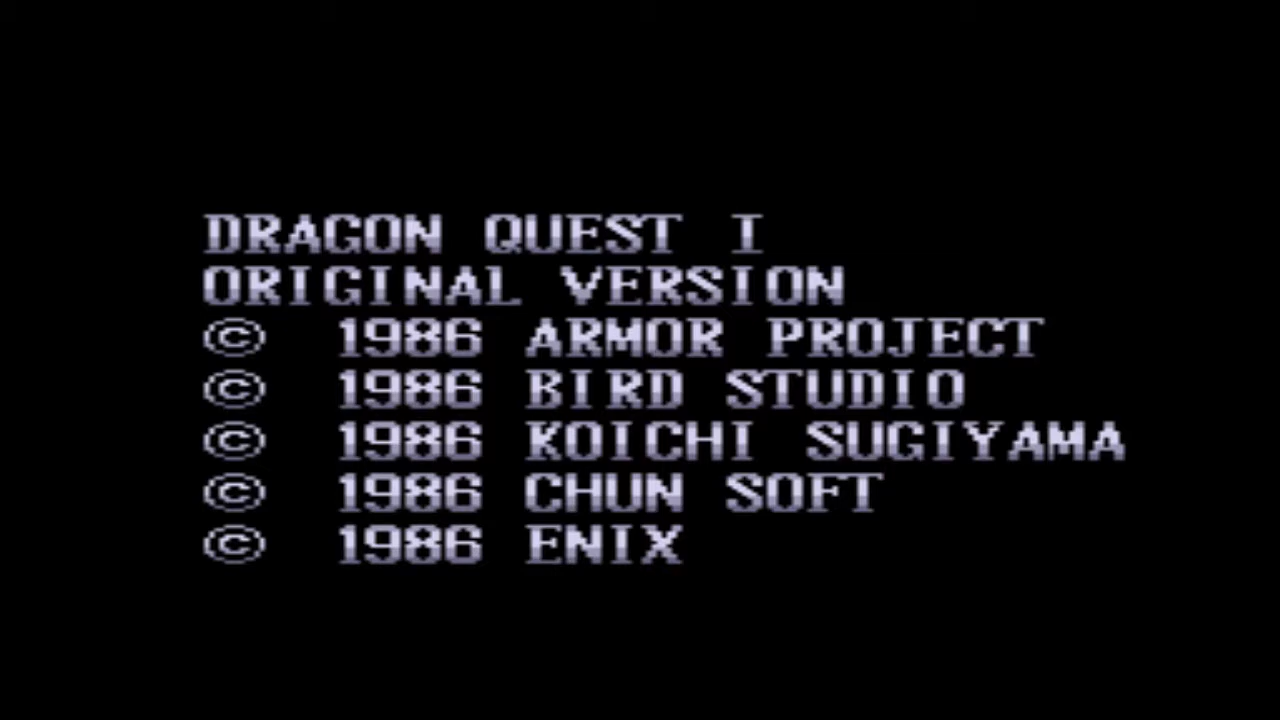 DRAGON QUEST I
ORIGINAL VERSION
© 1986 ARMOR PROJECT
© 1986 BIRD STUDIO
© 1986 KOICHI SUGIYAMA
© 1986 CHUN SOFT
© 1986 ENIX